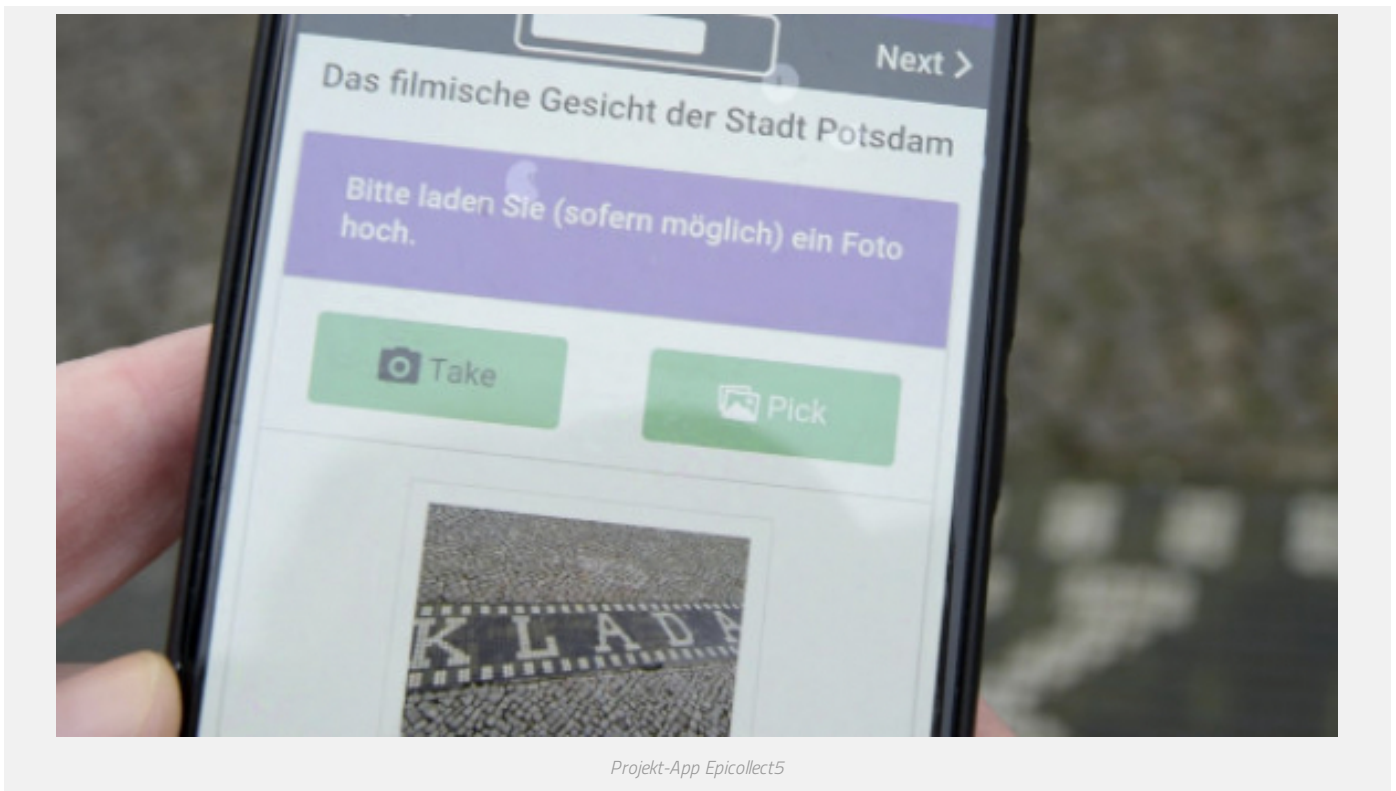 Next
Das filmische Gesicht der Stadt Potsdam
Bitte laden Sie (sofern möglich) ein Foto
hoch.
Take
Pick
KLADA
Projekt-App Epicollect5